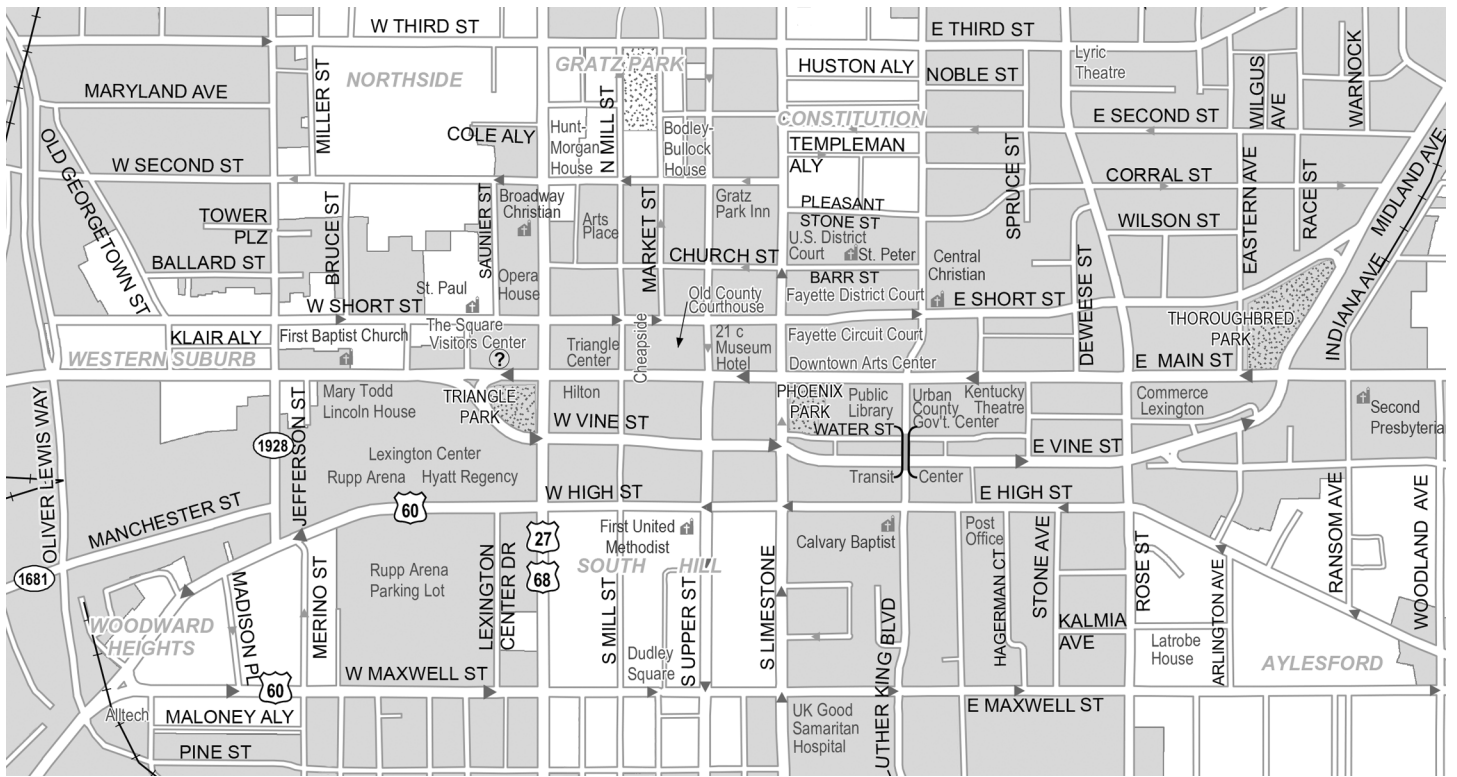 W THIRD ST
E THIRD ST
NORTHSIDE
GRATZ PARK
HUSTON ALY
NOBLE ST
Lyric
Theatre
WILGUS
AVE
WARNOCK
MARYLAND AVE
MILLER ST
N MILL ST
CONSTITUTION
E SECOND ST
COLE ALY
Hunt-
Morgan
House
Bodley-
Bullock
House
TEMPLEMAN
ALY
OLD GEORGETOWN ST
W SECOND ST
SPRUCE ST
CORRAL ST
EASTERN AVE
RACE ST
MIDLAND AVE
TOWER
PLZ
BRUCE ST
SAUNIER ST
Broadway
Christian
Arts
Place
MARKET ST
Gratz
Park Inn
PLEASANT
STONE ST
WILSON ST
U.S. District
Court
St. Peter
BALLARD ST
CHURCH ST
Central
Christian
BARR ST
St. Paul
Opera
House
Old County
Courthouse
Fayette District Court
E SHORT ST
DEWEESE ST
W SHORT ST
THOROUGHBRED
PARK
INDIANA AVE
KLAIR ALY
First Baptist Church
The Square
Visitors Center
?
Triangle
Center
Cheapside
21 c
Museum
Hotel
Fayette Circuit Court
Downtown Arts Center
WESTERN SUBURB
E MAIN ST
OLIVER LEWIS WAY
JEFFERSON ST
Mary Todd
Lincoln House
TRIANGLE
PARK
Hilton
PHOENIX
PARK
Public
Library
Urban
County
Gov't. Center
Kentucky
Theatre
Commerce
Lexington
Second
Presbyteria
W VINE ST
WATER ST
E VINE ST
1928
Lexington Center
Rupp Arena
Hyatt Regency
Transit
Center
W HIGH ST
E HIGH ST
60
MANCHESTER ST
27
68
First United
Methodist
Calvary Baptist
Post
Office
RANSOM AVE
WOODLAND AVE
SOUTH HILL
1681
MADISON PL
MERINO ST
Rupp Arena
Parking Lot
LEXINGTON
CENTER DR
S MILL ST
S UPPER ST
S LIMESTONE
LUTHER KING BLVD
HAGERMAN CT
STONE AVE
ROSE ST
ARLINGTON AVE
KALMIA
AVE
WOODWARD
HEIGHTS
Dudley
Square
Latrobe
House
AYLESFORD
W MAXWELL ST
60
E MAXWELL ST
Alltech
MALONEY ALY
UK Good
Samaritan
Hospital
PINE ST